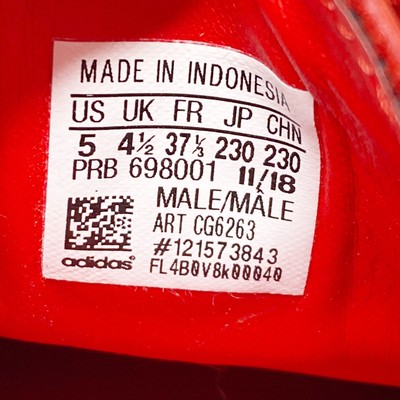 MADE IN INDONESIA
US UK FR JP CHN
5 4½ 37⅓ 230 230
PRB 698001 11/18
MALE/MÂLE
ART CG6263
#121573843
adidas® FL4B0V8k00040